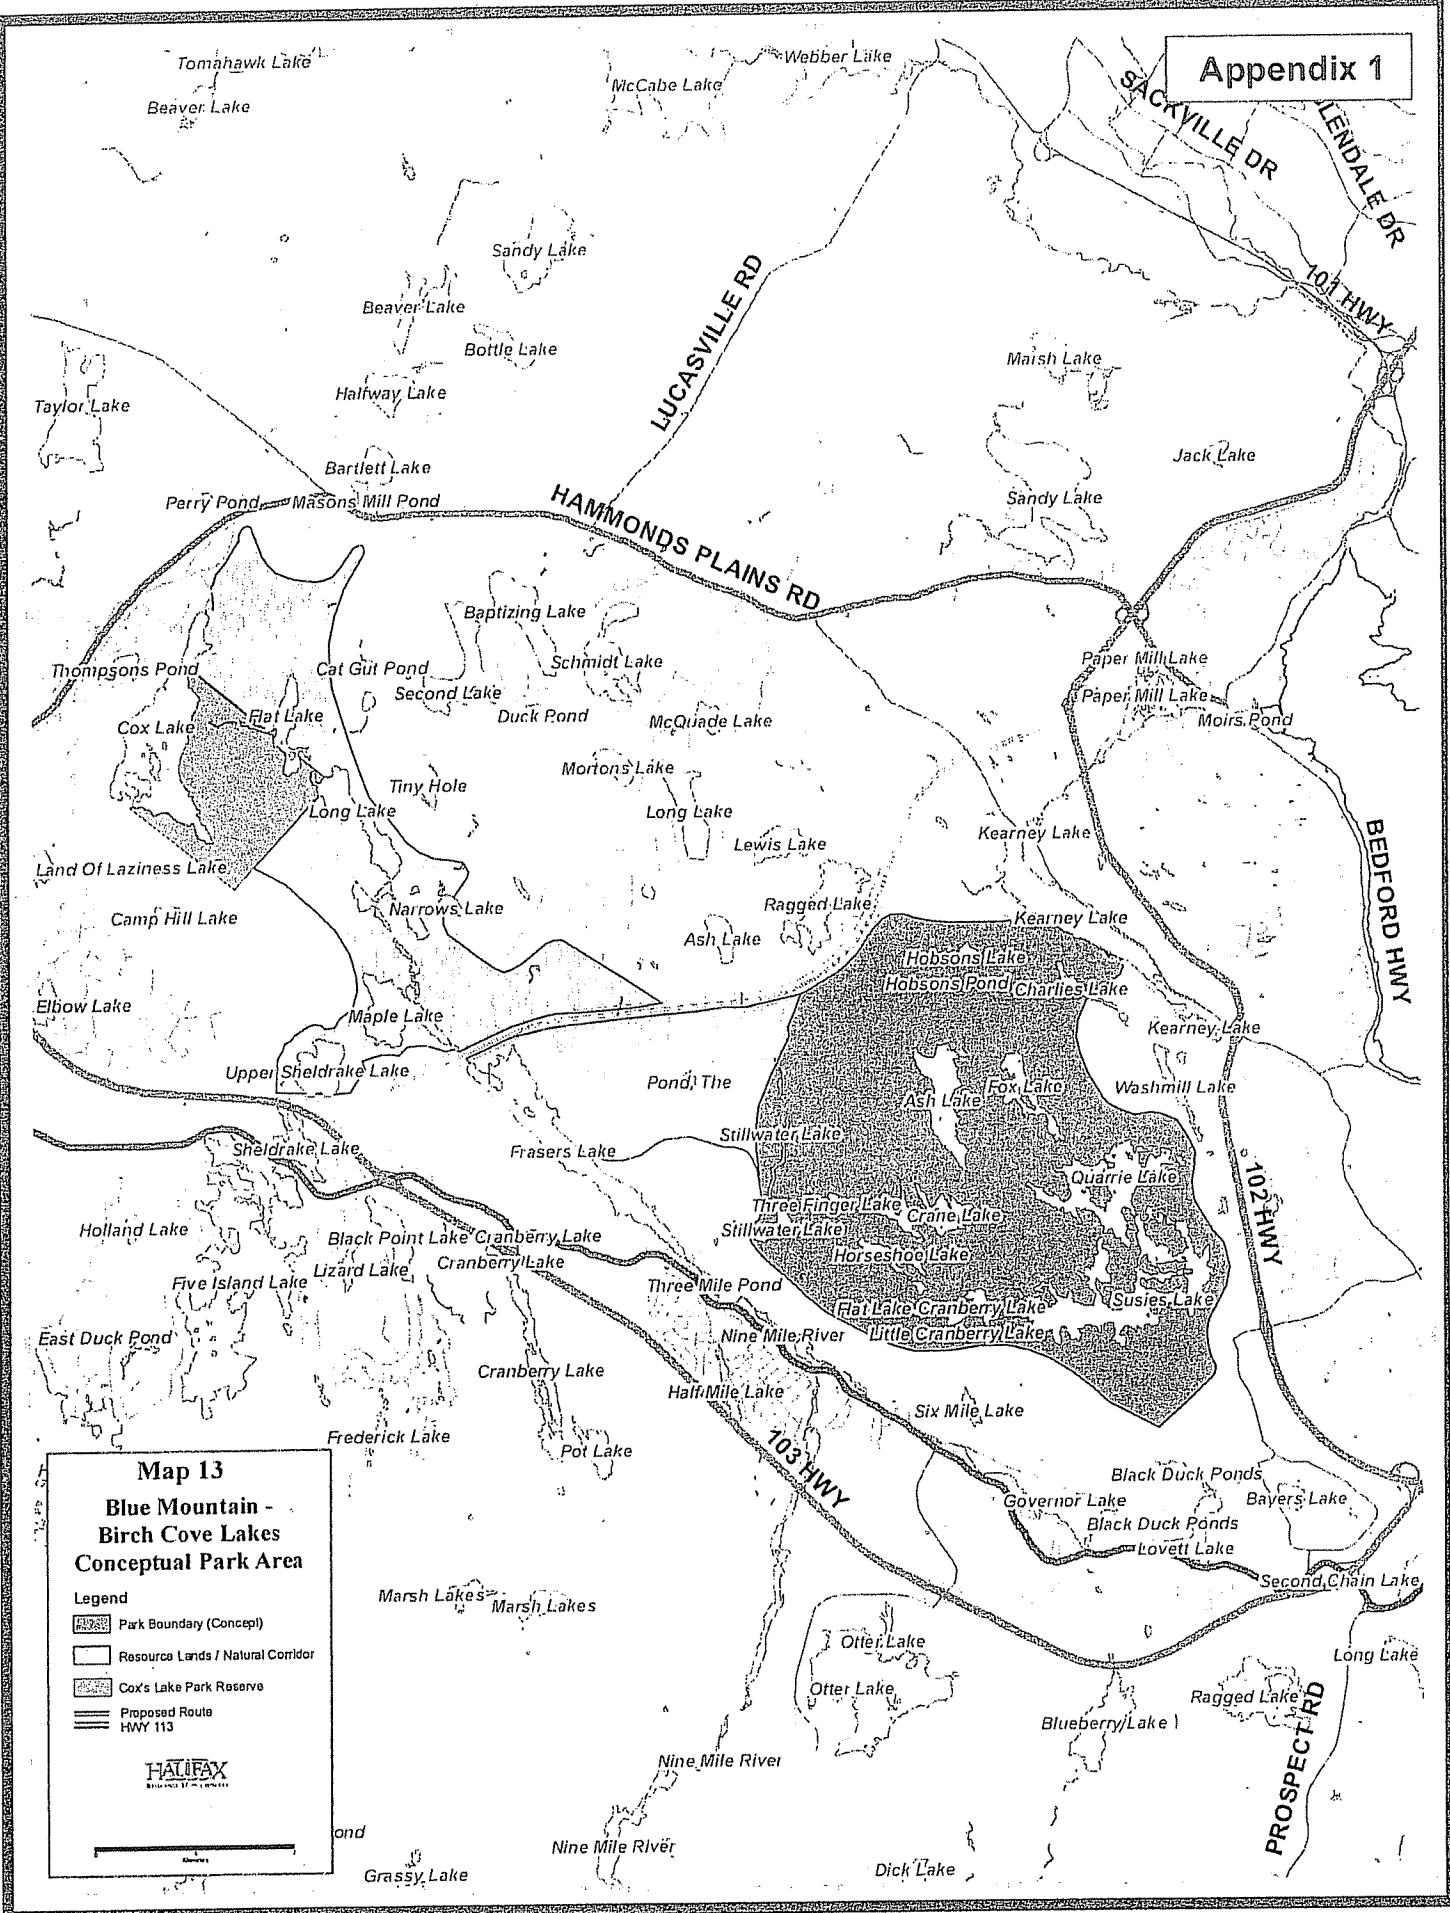 Appendix 1
Tomahawk Lake
Beaver Lake
McCabe Lake
Webber Lake
SACKVILLE DR
LENDALE DR
101 HWY
Sandy Lake
Beaver Lake
Bottle Lake
Halfway Lake
LUCASVILLE RD
Marsh Lake
Taylor Lake
Bartlett Lake
Jack Lake
Perry Pond
Masons Mill Pond
Sandy Lake
HAMMONDS PLAINS RD
Baptizing Lake
Thompsons Pond
Cat Gut Pond
Schmidt Lake
Paper Mill Lake
Second Lake
Paper Mill Lake
Flat Lake
Duck Pond
McQuade Lake
Moirs Pond
Cox Lake
Mortons Lake
Tiny Hole
Long Lake
Long Lake
Lewis Lake
Kearney Lake
BEDFORD HWY
Land Of Laziness Lake
Narrows Lake
Ragged Lake
Camp Hill Lake
Kearney Lake
Ash Lake
Hobsons Lake
Hobsons Pond
Charlies Lake
Elbow Lake
Maple Lake
Kearney Lake
Upper Sheldrake Lake
Pond, The
Ash Lake
Fox Lake
Washmill Lake
Stillwater Lake
Sheldrake Lake
Frasers Lake
Quarrie Lake
102 HWY
Three Finger Lake
Crane Lake
Holland Lake
Stillwater Lake
Black Point Lake
Cranberry Lake
Horseshoe Lake
Cranberry Lake
Five Island Lake
Lizard Lake
Three Mile Pond
Susies Lake
Flat Lake
Cranberry Lake
East Duck Pond
Nine Mile River
Little Cranberry Lake
Cranberry Lake
Half Mile Lake
Six Mile Lake
Frederick Lake
Pot Lake
103 HWY
Black Duck Ponds
Governor Lake
Bayers Lake
Black Duck Ponds
Lovett Lake
Second Chain Lake
Marsh Lakes
Marsh Lakes
Otter Lake
Long Lake
Otter Lake
Ragged Lake
Blueberry Lake
PROSPECT RD
Nine Mile River
Nine Mile River
ond
Grassy Lake
Dick Lake
Map 13
Blue Mountain -
Birch Cove Lakes
Conceptual Park Area
Legend
Park Boundary (Concept)
Resource Lands / Natural Corridor
Cox's Lake Park Reserve
Proposed Route
HWY 113
HALIFAX